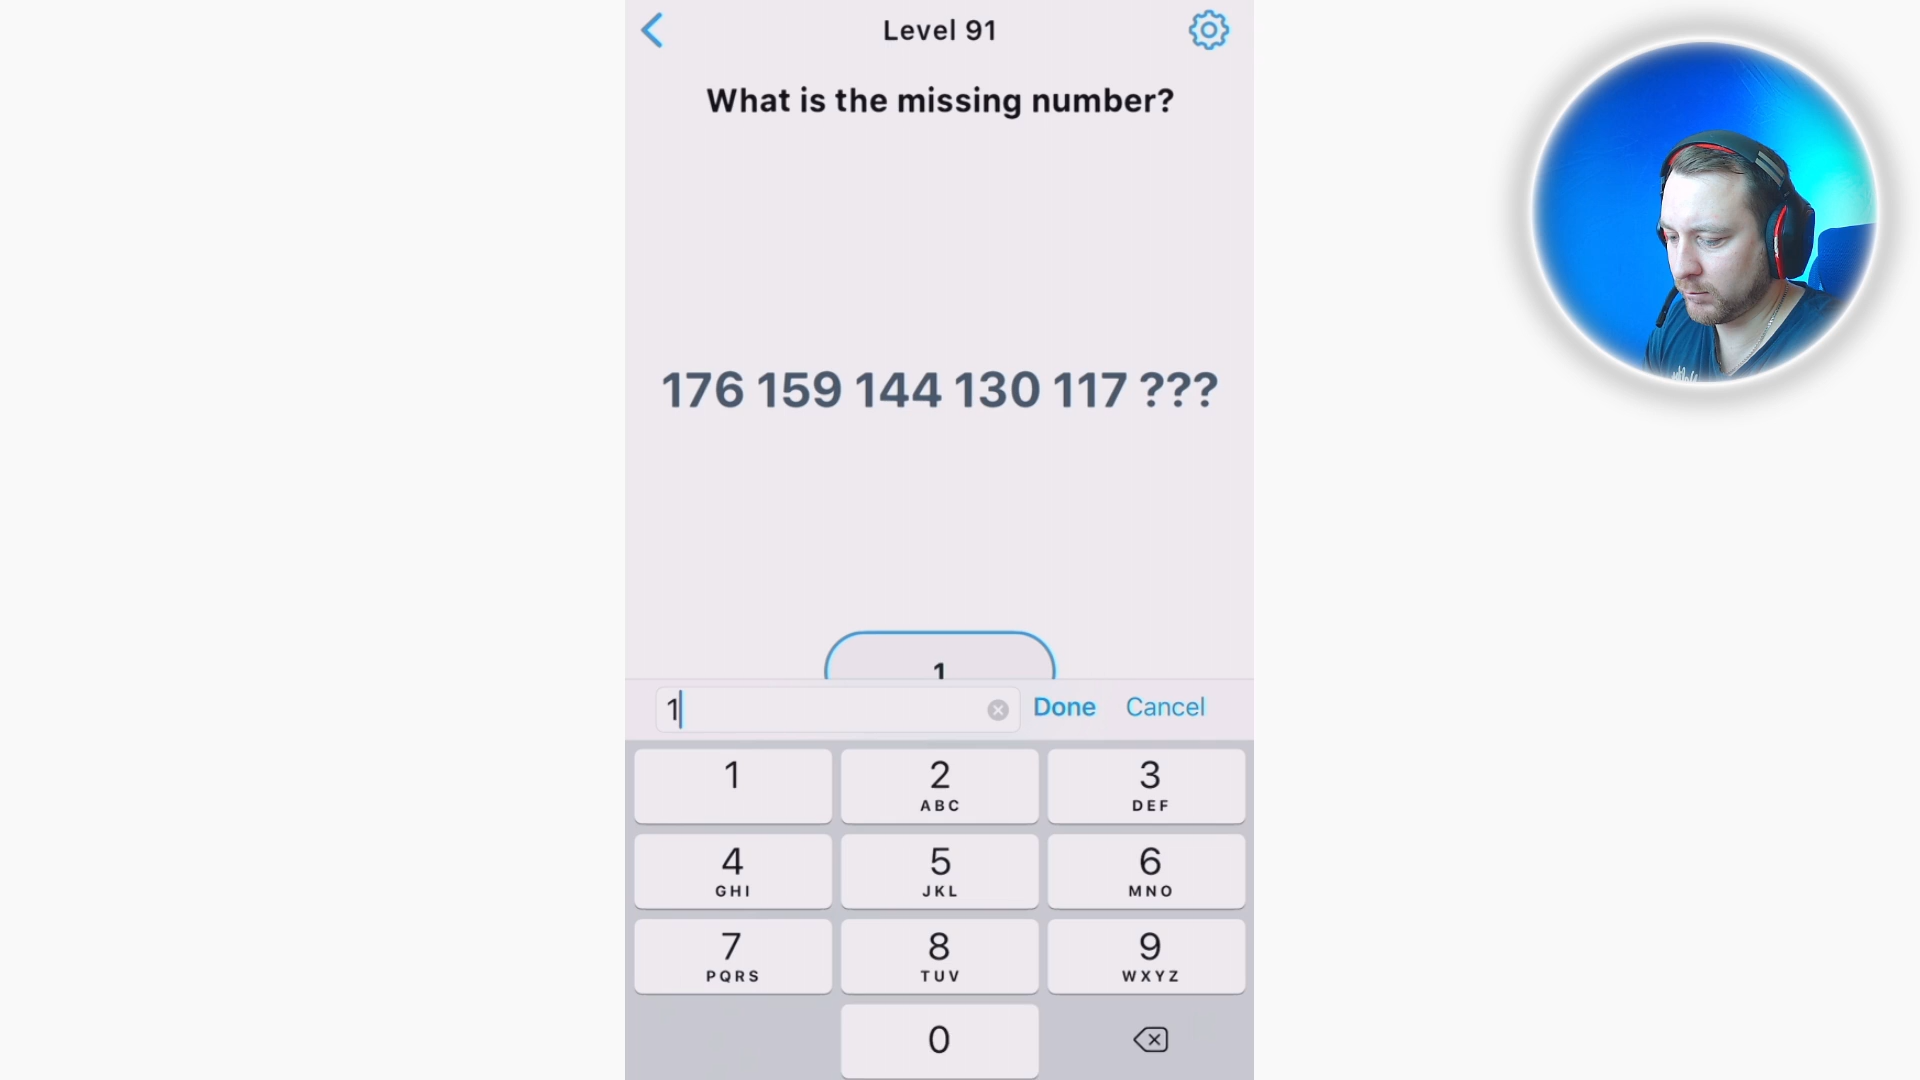 Level 91
What is the missing number?
176 159 144 130 117 ???
1
1 Done Cancel
1 2 3
ABC DEF
4 5 6
GHI JKL MNO
7 8 9
PQRS TUV WXYZ
0